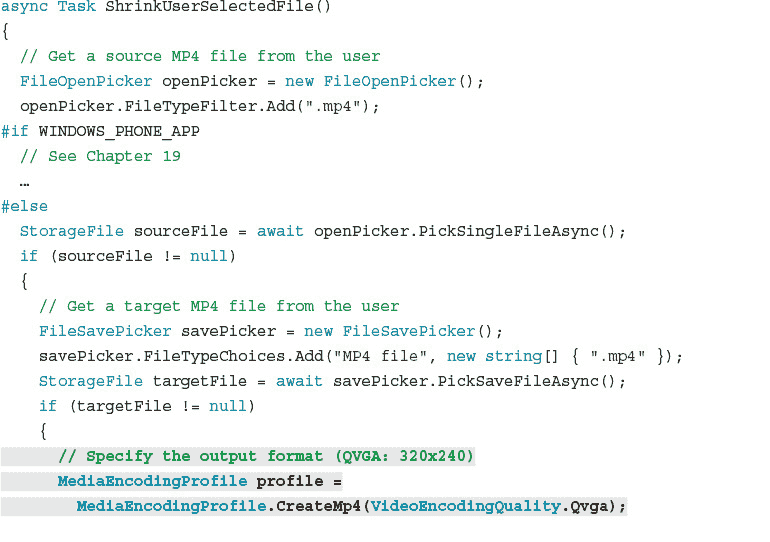 async Task ShrinkUserSelectedFile()
{
// Get a source MP4 file from the user
FileOpenPicker openPicker = new FileOpenPicker();
openPicker.FileTypeFilter.Add(".mp4");
#if WINDOWS_PHONE_APP
// See Chapter 19
…
#else
StorageFile sourceFile = await openPicker.PickSingleFileAsync();
if (sourceFile != null)
{
// Get a target MP4 file from the user
FileSavePicker savePicker = new FileSavePicker();
savePicker.FileTypeChoices.Add("MP4 file", new string[] { ".mp4" });
StorageFile targetFile = await savePicker.PickSaveFileAsync();
if (targetFile != null)
{
// Specify the output format (QVGA: 320x240)
MediaEncodingProfile profile =
MediaEncodingProfile.CreateMp4(VideoEncodingQuality.Qvga);